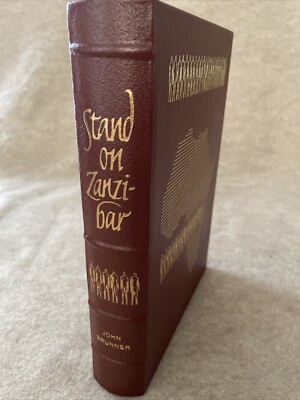 Stand
on
Zanzi-
bar
JOHN
BRUNNER